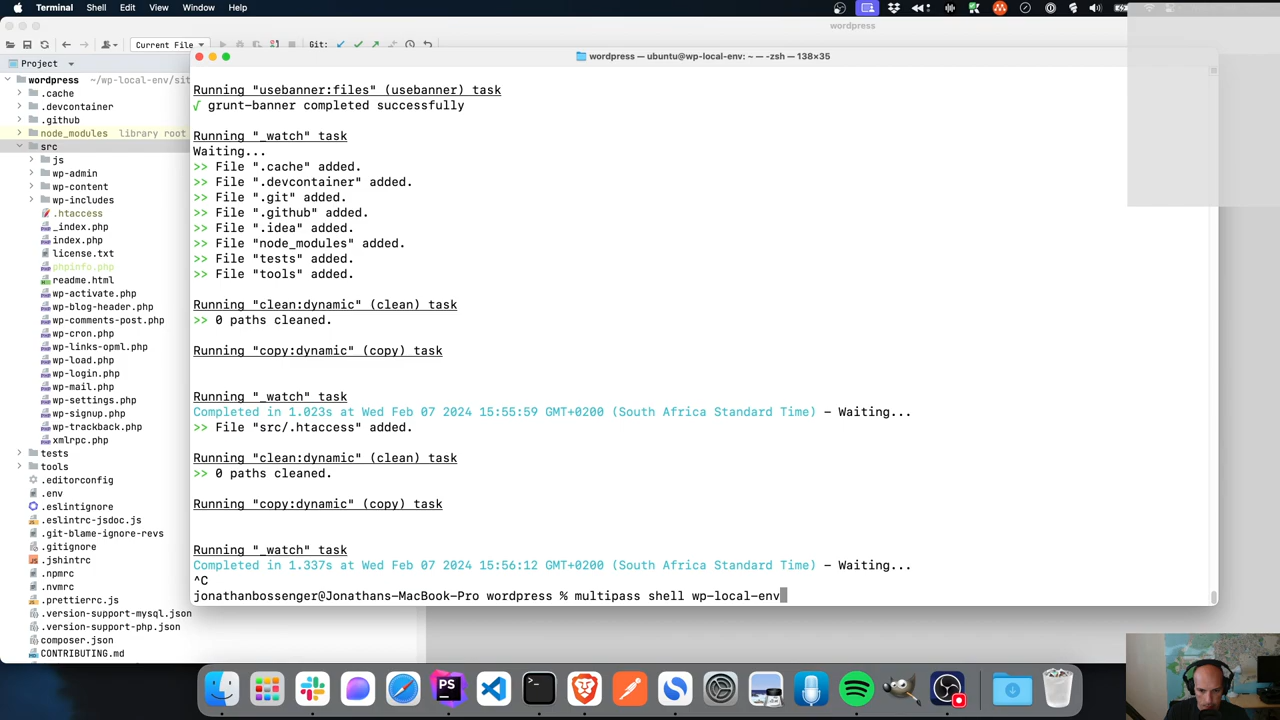 Terminal Shell Edit View Window Help
wordpress
Current File Git:
Project
wordpress — ubuntu@wp-local-env: ~ — -zsh — 138×35
wordpress ~/wp-local-env/sit
.cache
.devcontainer
.github
node_modules library root
src
js
wp-admin
wp-content
wp-includes
.htaccess
_index.php
index.php
license.txt
phpinfo.php
readme.html
wp-activate.php
wp-blog-header.php
wp-comments-post.php
wp-cron.php
wp-links-opml.php
wp-load.php
wp-login.php
wp-mail.php
wp-settings.php
wp-signup.php
wp-trackback.php
xmlrpc.php
tests
tools
.editorconfig
.env
.eslintignore
.eslintrc-jsdoc.js
.git-blame-ignore-revs
.gitignore
.jshintrc
.npmrc
.nvmrc
.prettierrc.js
.version-support-mysql.json
.version-support-php.json
composer.json
CONTRIBUTING.md
Running "usebanner:files" (usebanner) task
√ grunt-banner completed successfully
Running "_watch" task
Waiting...
>> File ".cache" added.
>> File ".devcontainer" added.
>> File ".git" added.
>> File ".github" added.
>> File ".idea" added.
>> File "node_modules" added.
>> File "tests" added.
>> File "tools" added.
Running "clean:dynamic" (clean) task
>> 0 paths cleaned.
Running "copy:dynamic" (copy) task
Running "_watch" task
Completed in 1.023s at Wed Feb 07 2024 15:55:59 GMT+0200 (South Africa Standard Time) – Waiting...
>> File "src/.htaccess" added.
Running "clean:dynamic" (clean) task
>> 0 paths cleaned.
Running "copy:dynamic" (copy) task
Running "_watch" task
Completed in 1.337s at Wed Feb 07 2024 15:56:12 GMT+0200 (South Africa Standard Time) – Waiting...
^C
jonathanbossenger@Jonathans-MacBook-Pro wordpress % multipass shell wp-local-env
PS